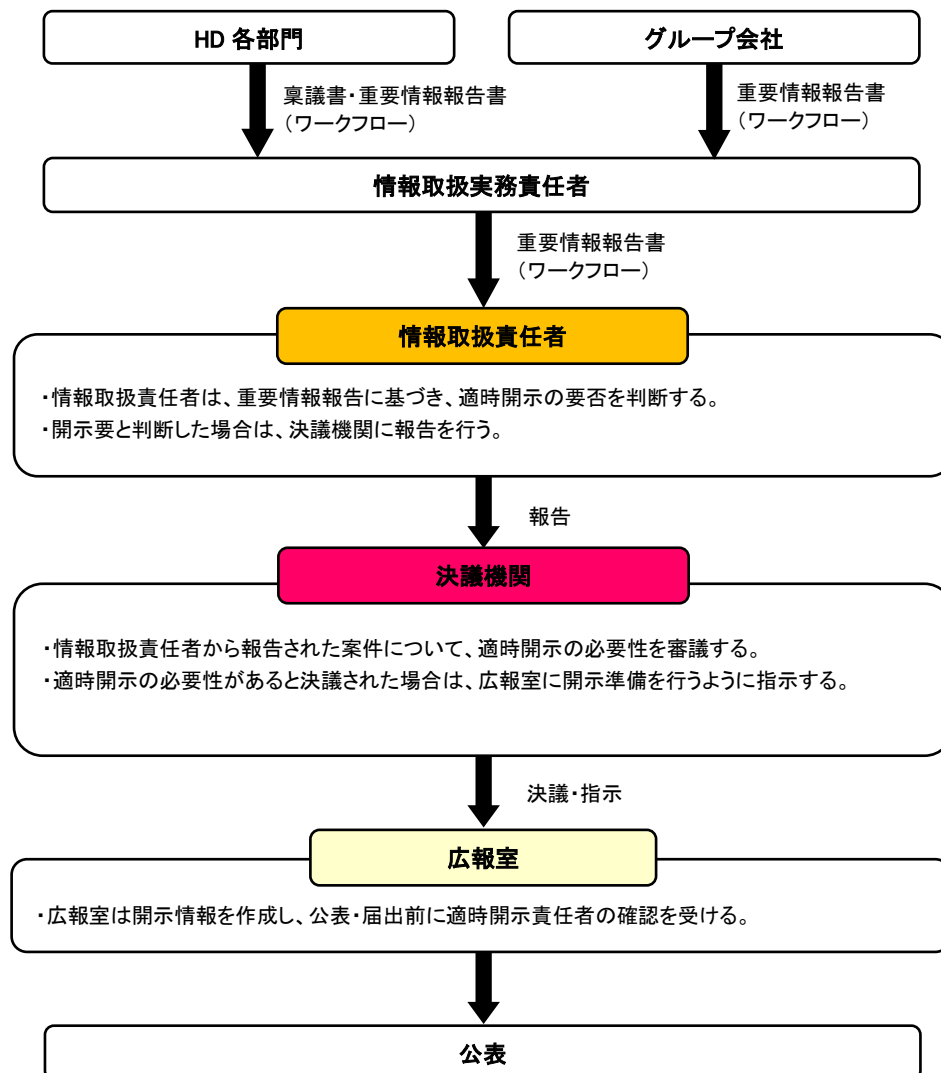 HD 各部門
グループ会社
稟議書・重要情報報告書
（ワークフロー）
重要情報報告書
（ワークフロー）
情報取扱実務責任者
重要情報報告書
（ワークフロー）
情報取扱責任者
・情報取扱責任者は、重要情報報告に基づき、適時開示の要否を判断する。
・開示要と判断した場合は、決議機関に報告を行う。
報告
決議機関
・情報取扱責任者から報告された案件について、適時開示の必要性を審議する。
・適時開示の必要性があると決議された場合は、広報室に開示準備を行うように指示する。
決議・指示
広報室
・広報室は開示情報を作成し、公表・届出前に適時開示責任者の確認を受ける。
公表